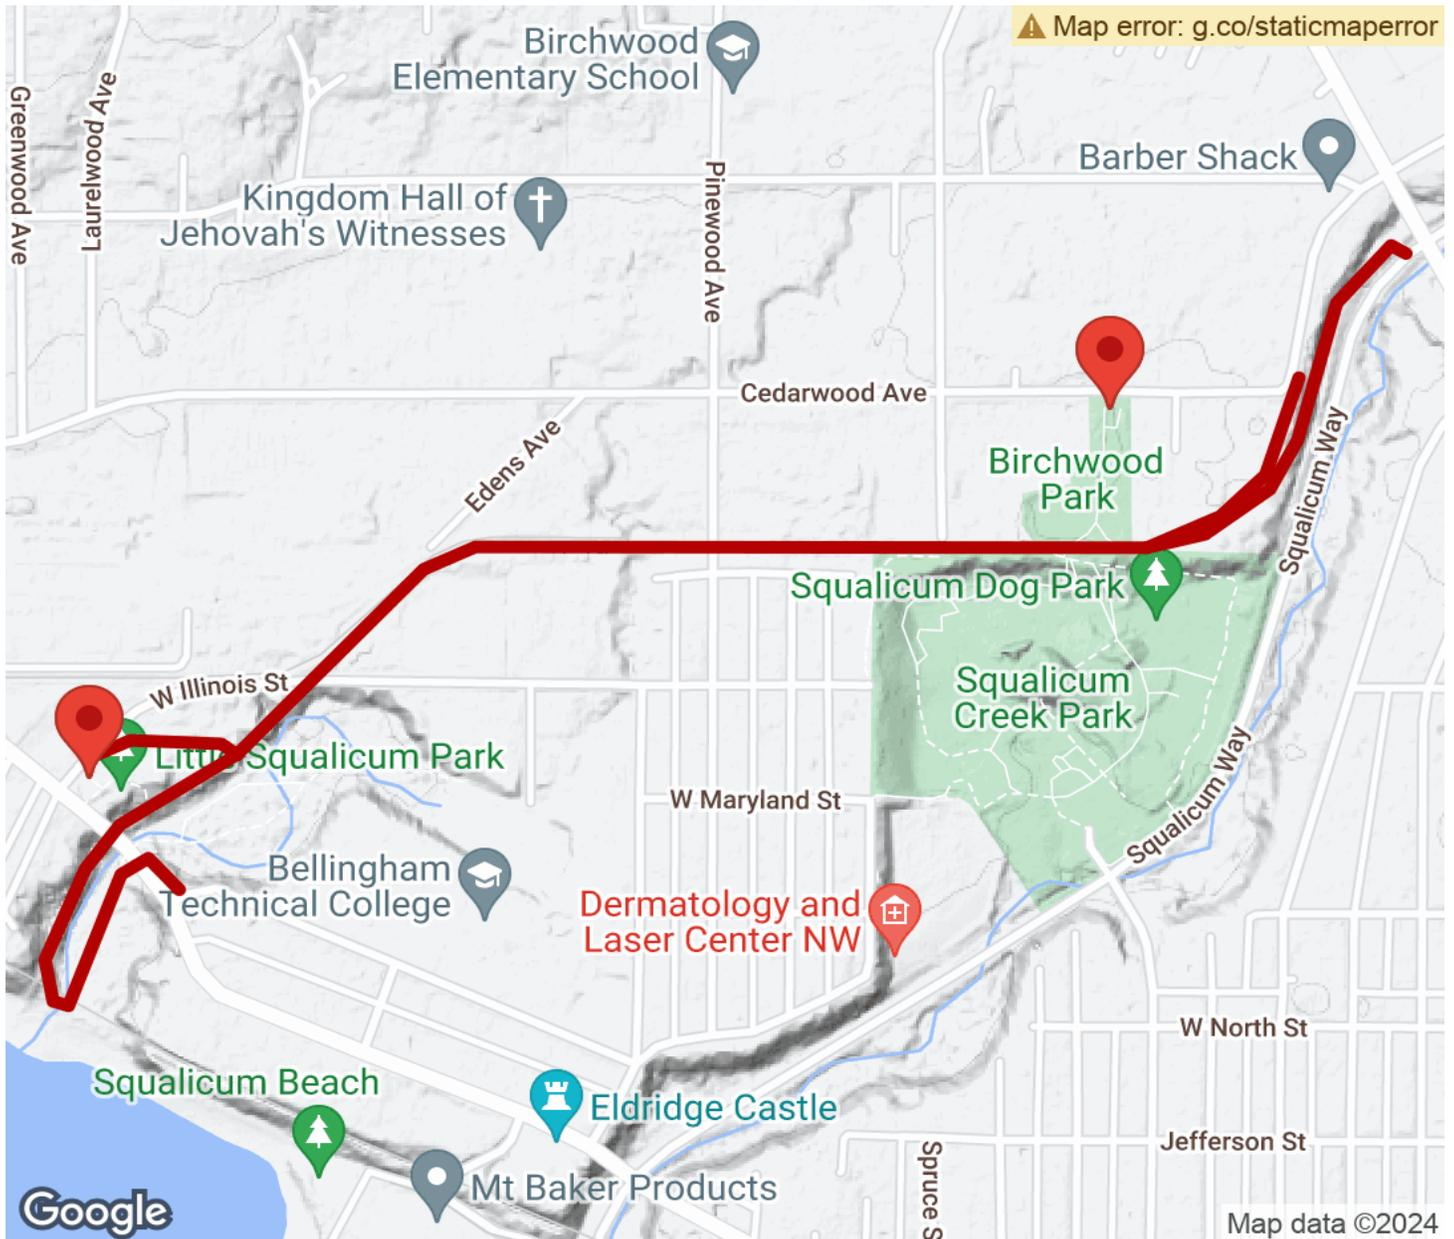 Map error: g.co/staticmaperror
Birchwood
Elementary School
Greenwood Ave
Laurelwood Ave
Barber Shack
Pinewood Ave
Kingdom Hall of
Jehovah's Witnesses
Cedarwood Ave
Edens Ave
Birchwood
Park
Squalicum Way
Squalicum Dog Park
Squalicum
Creek Park
W Illinois St
Little Squalicum Park
W Maryland St
Squalicum Way
Bellingham
Technical College
Dermatology and
Laser Center NW
W North St
Squalicum Beach
Eldridge Castle
Jefferson St
Spruce S
Mt Baker Products
Google
Map data ©2024